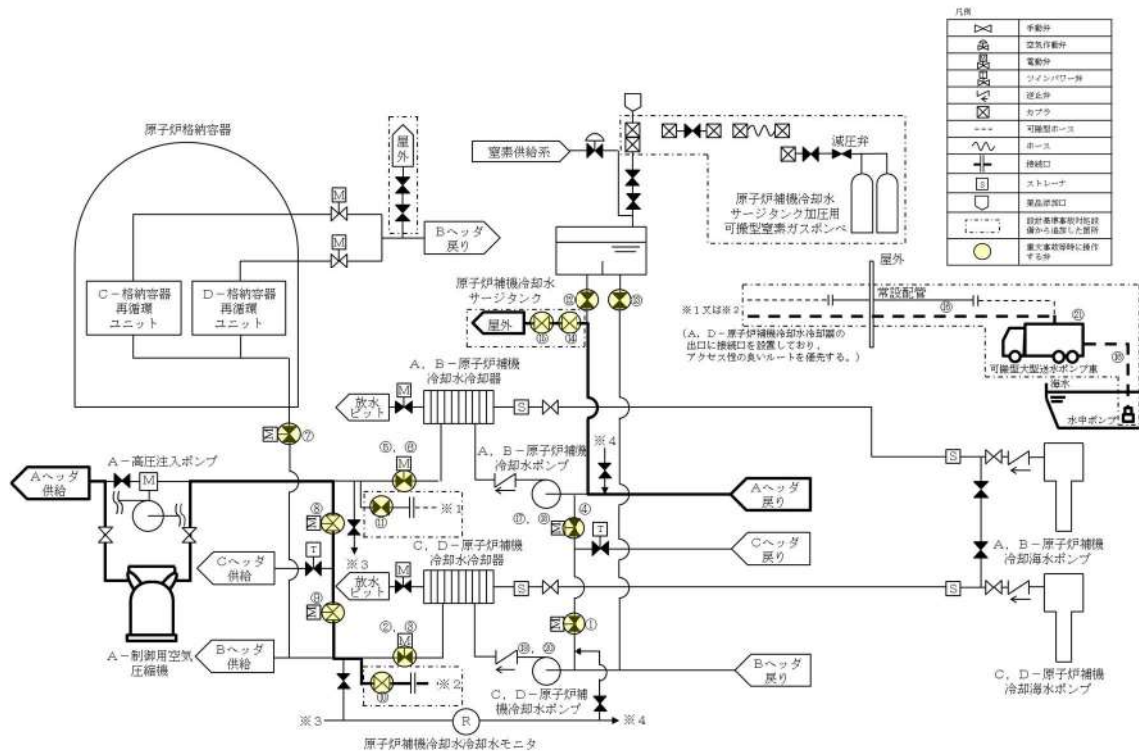 凡例
手動弁
空気作動弁
電動弁
ツインパワー弁
逆止弁
カプラ
可搬型ホース
ホース
接続口
S
ストレーナ
薬品添加口
設計基準事故対処設
備から追加した箇所
重大事故等時に操作
する弁
原子炉格納容器
屋外
窒素供給系
減圧弁
原子炉補機冷却水
サージタンク加圧用
可搬型窒素ガスボンベ
M
M
Bヘッダ
戻り
C-格納容器
再循環
ユニット
D-格納容器
再循環
ユニット
原子炉補機冷却水
サージタンク
⑫
⑬
屋外
⑮
⑭
屋外
常設配管
※1又は※2
(A,D-原子炉補機冷却水冷却器の
出口に接続口を設置しており、
アクセス性の良いルートを優先する。)
㉑
可搬型大型送水ポンプ車
海水
水中ポンプ
A,B-原子炉補機
冷却水冷却器
放水
ピット
M
S
M
⑦
A-高圧注入ポンプ
M
Aヘッダ
供給
⑤,⑥
M
A,B-原子炉補機
冷却水ポンプ
※4
Aヘッダ
戻り
S
⑪
※1
⑧
M
※3
⑰,⑱
④
M
T
Cヘッダ
戻り
C,D-原子炉補機
冷却水冷却器
T
Cヘッダ
供給
放水
ピット
M
S
S
A,B-原子炉補機
冷却海水ポンプ
⑨
M
M
①
A-制御用空気
圧縮機
Bヘッダ
供給
②,③
M
⑲,⑳
Bヘッダ
戻り
⑩
※2
C,D-原子炉補
機冷却水ポンプ
C,D-原子炉補機
冷却海水ポンプ
※3
R
※4
原子炉補機冷却水冷却水モニタ